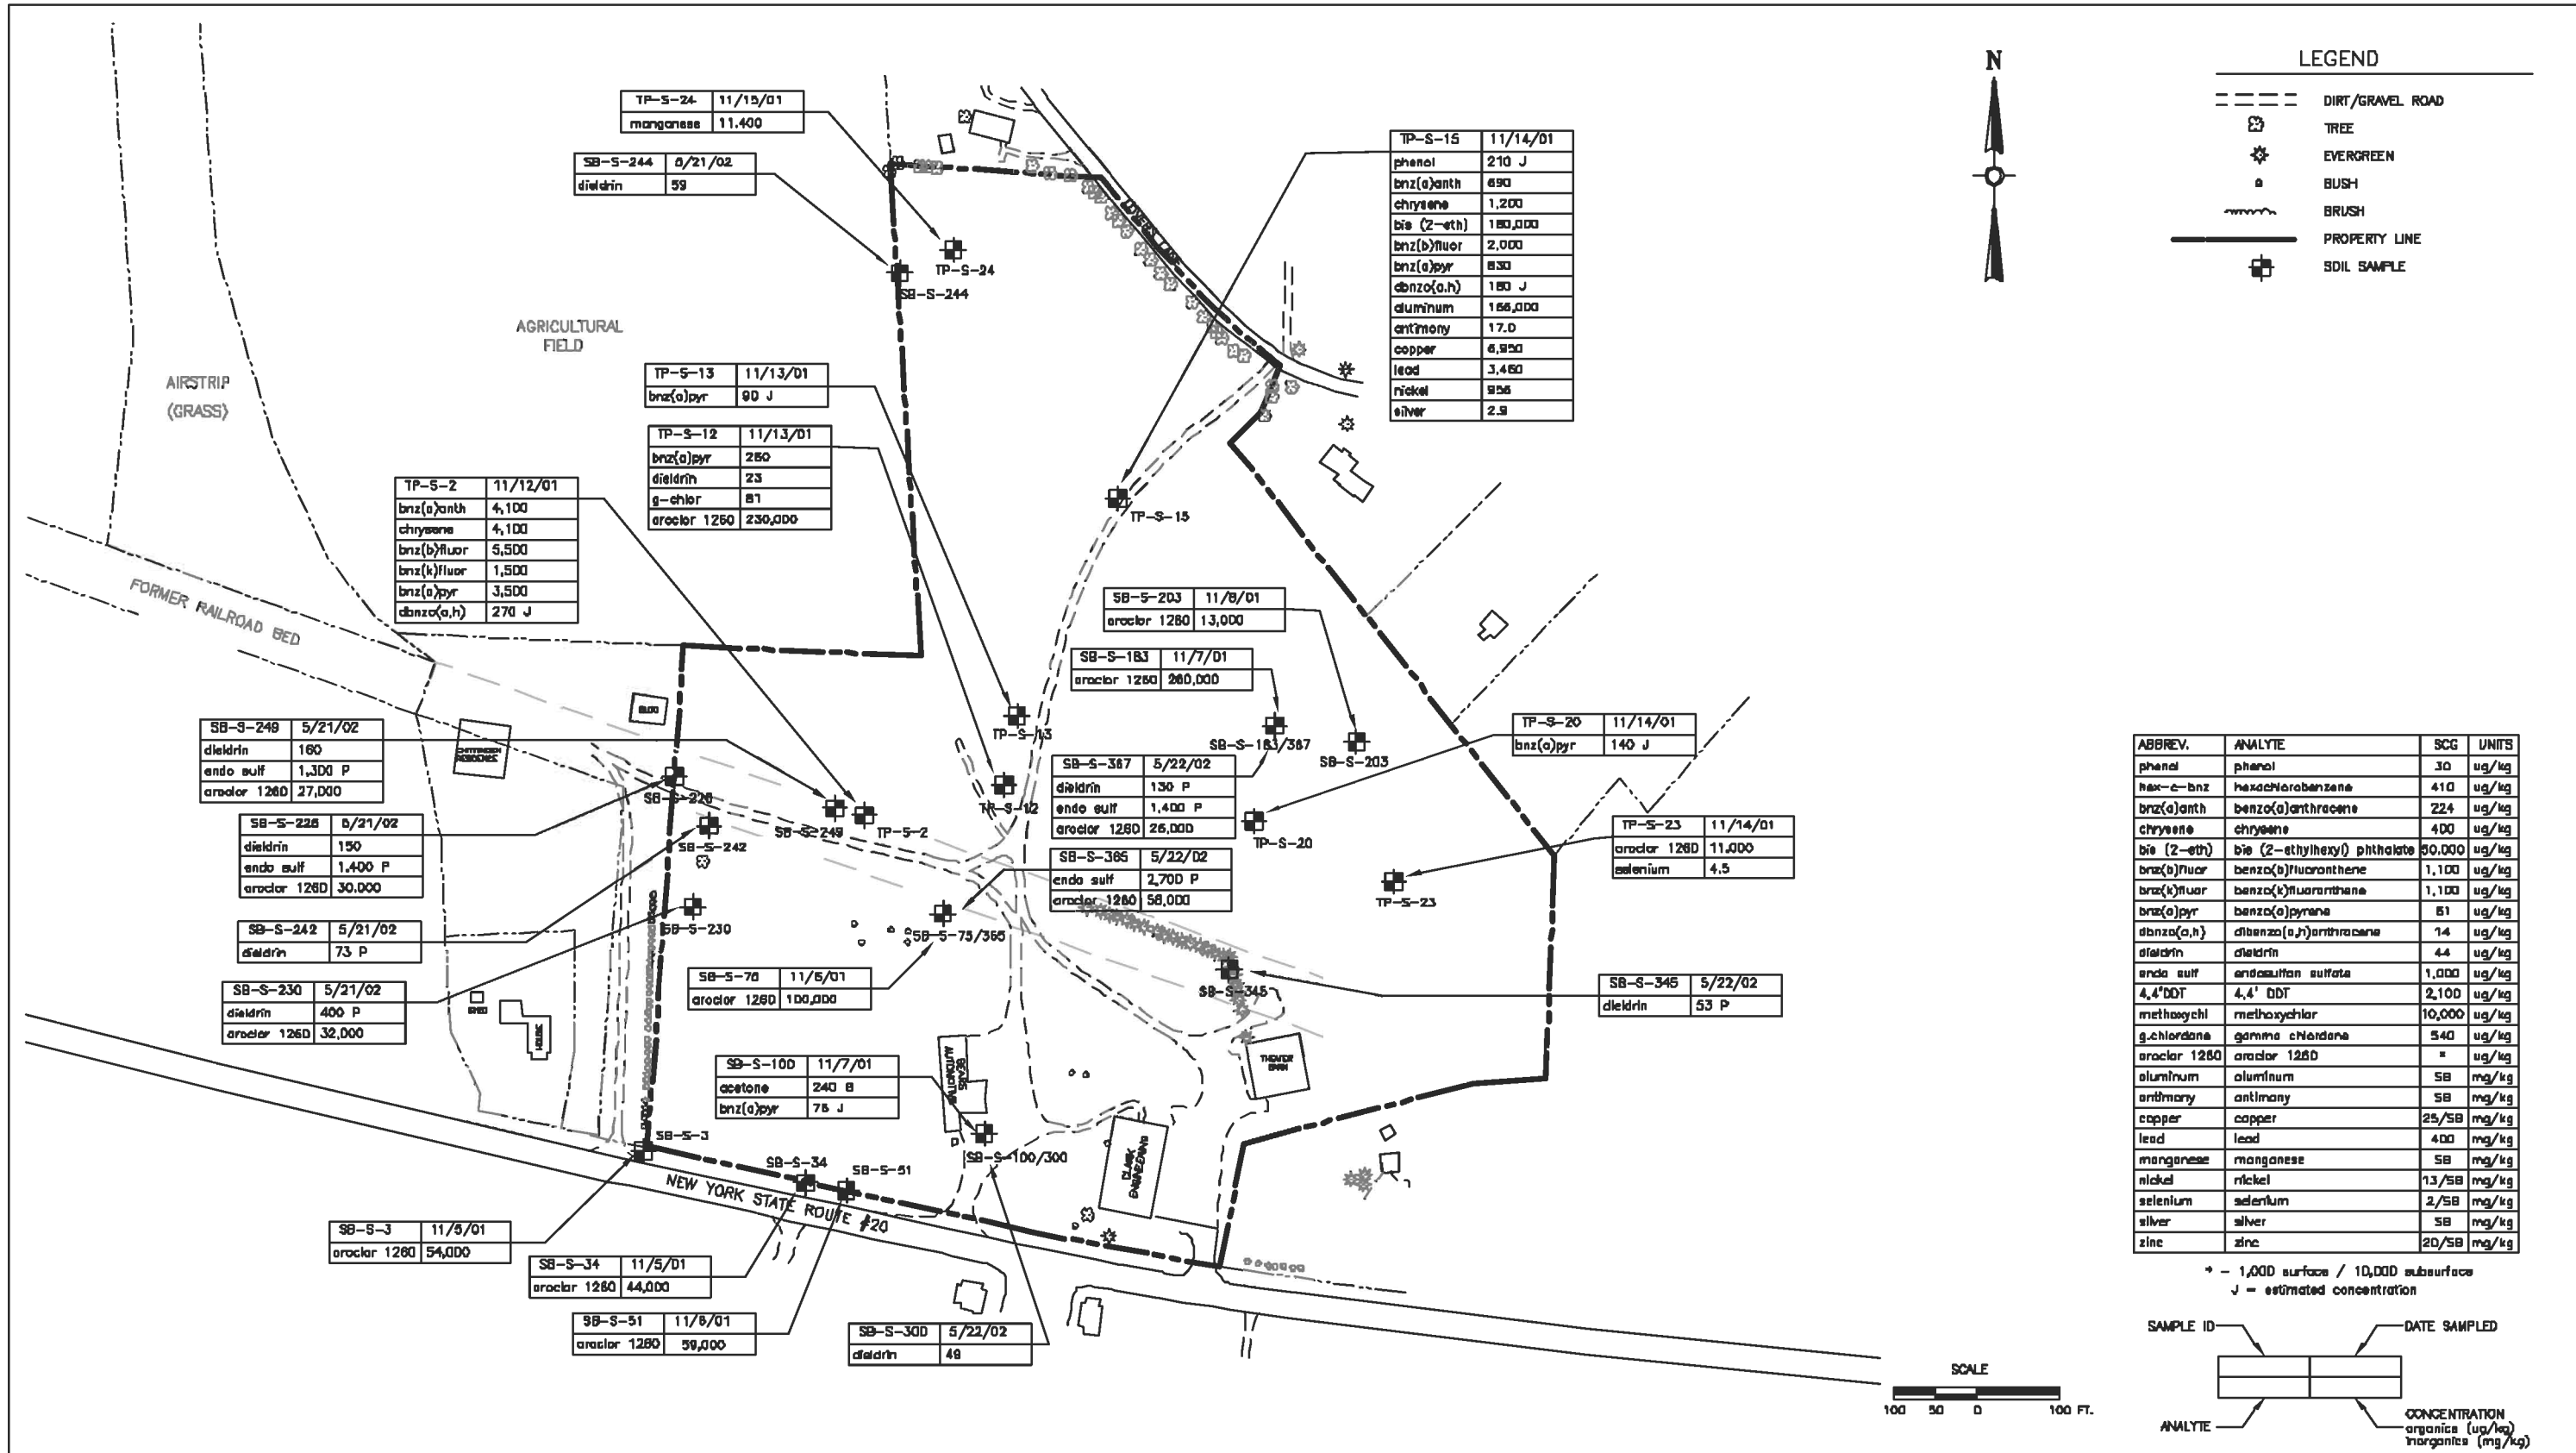 LEGEND
N
DIRT/GRAVEL ROAD
TREE
EVERGREEN
BUSH
BRUSH
PROPERTY LINE
SOIL SAMPLE
TP-S-24 11/15/01
manganese 11.400
SB-S-244 5/21/02
dieldrin 59
TP-S-15 11/14/01
phenol 210 J
bnz(a)anth 690
chrysene 1,200
bis (2-eth) 180,000
bnz(b)fluor 2,000
bnz(a)pyr 830
dbnzo(a,h) 180 J
aluminum 166,000
antimony 17.0
copper 6,950
lead 3,460
nickel 956
silver 2.9
LOVERS LANE
TP-S-24
SB-S-244
AGRICULTURAL
FIELD
AIRSTRIP
(GRASS)
TP-S-13 11/13/01
bnz(a)pyr 90 J
TP-S-12 11/13/01
bnz(a)pyr 260
dieldrin 23
g-chlor 81
aroclor 1260 230,000
TP-S-2 11/12/01
bnz(a)anth 4,100
chrysene 4,100
bnz(b)fluor 5,500
bnz(k)fluor 1,500
bnz(a)pyr 3,500
dbnzo(a,h) 270 J
TP-S-15
FORMER RAILROAD BED
SB-S-203 11/8/01
aroclor 1260 13,000
SB-S-183 11/7/01
aroclor 1260 260,000
SB-S-249 5/21/02
dieldrin 160
endo sulf 1,300 P
aroclor 1260 27,000
BLDG
CHITTENDEN
RESIDENCE
TP-S-13
SB-S-183/367
SB-S-203
TP-S-20 11/14/01
bnz(a)pyr 140 J
SB-S-367 5/22/02
dieldrin 130 P
endo sulf 1,400 P
aroclor 1260 26,000
SB-S-226
SB-S-249
TP-S-2
TP-S-12
TP-S-20
SB-S-226 5/21/02
dieldrin 150
endo sulf 1.400 P
aroclor 1260 30.000
SB-S-242
TP-S-23 11/14/01
aroclor 1260 11.000
selenium 4.5
SB-S-365 5/22/02
endo sulf 2,700 P
aroclor 1260 58,000
TP-S-23
SB-S-242 5/21/02
dieldrin 73 P
SB-S-230
SB-S-75/365
SB-S-76 11/6/01
aroclor 1260 100,000
SB-S-230 5/21/02
dieldrin 400 P
aroclor 1260 32,000
SB-S-345
SB-S-345 5/22/02
dieldrin 53 P
SHED
HOUSE
BEARS
AUTOMOTIVE
THEATER
BARN
SB-S-100 11/7/01
acetone 240 B
bnz(a)pyr 76 J
SB-S-3
SB-S-34
SB-S-51
SB-S-100/300
CLARK
ENGINEERING
NEW YORK STATE ROUTE #20
SB-S-3 11/5/01
aroclor 1260 54,000
SB-S-34 11/5/01
aroclor 1260 44,000
SB-S-51 11/6/01
aroclor 1260 59,000
SB-S-300 5/22/02
dieldrin 49
ABBREV. ANALYTE SCG UNITS
phenol phenol 30 ug/kg
hex-c-bnz hexachlorobenzene 410 ug/kg
bnz(a)anth benzo(a)anthracene 224 ug/kg
chrysene chrysene 400 ug/kg
bis (2-eth) bis (2-ethylhexyl) phthalate 50,000 ug/kg
bnz(b)fluor benzo(b)fluoranthene 1,100 ug/kg
bnz(k)fluor benzo(k)fluoranthene 1,100 ug/kg
bnz(a)pyr benzo(a)pyrene 61 ug/kg
dbnzo(a,h) dibenzo(a,h)anthracene 14 ug/kg
dieldrin dieldrin 44 ug/kg
endo sulf endosulfan sulfate 1,000 ug/kg
4,4'DDT 4,4' DDT 2,100 ug/kg
methoxychl methoxychlor 10,000 ug/kg
g.chlordane gamma chlordane 540 ug/kg
aroclor 1260 aroclor 1260 * ug/kg
aluminum aluminum SB mg/kg
antimony antimony SB mg/kg
copper copper 25/SB mg/kg
lead lead 400 mg/kg
manganese manganese SB mg/kg
nickel nickel 13/SB mg/kg
selenium selenium 2/SB mg/kg
silver silver SB mg/kg
zinc zinc 20/SB mg/kg
* - 1,000 surface / 10,000 subsurface
J = estimated concentration
SAMPLE ID
DATE SAMPLED
ANALYTE
CONCENTRATION
organics (ug/kg)
inorganics (mg/kg)
SCALE
100 50 0 100 FT.